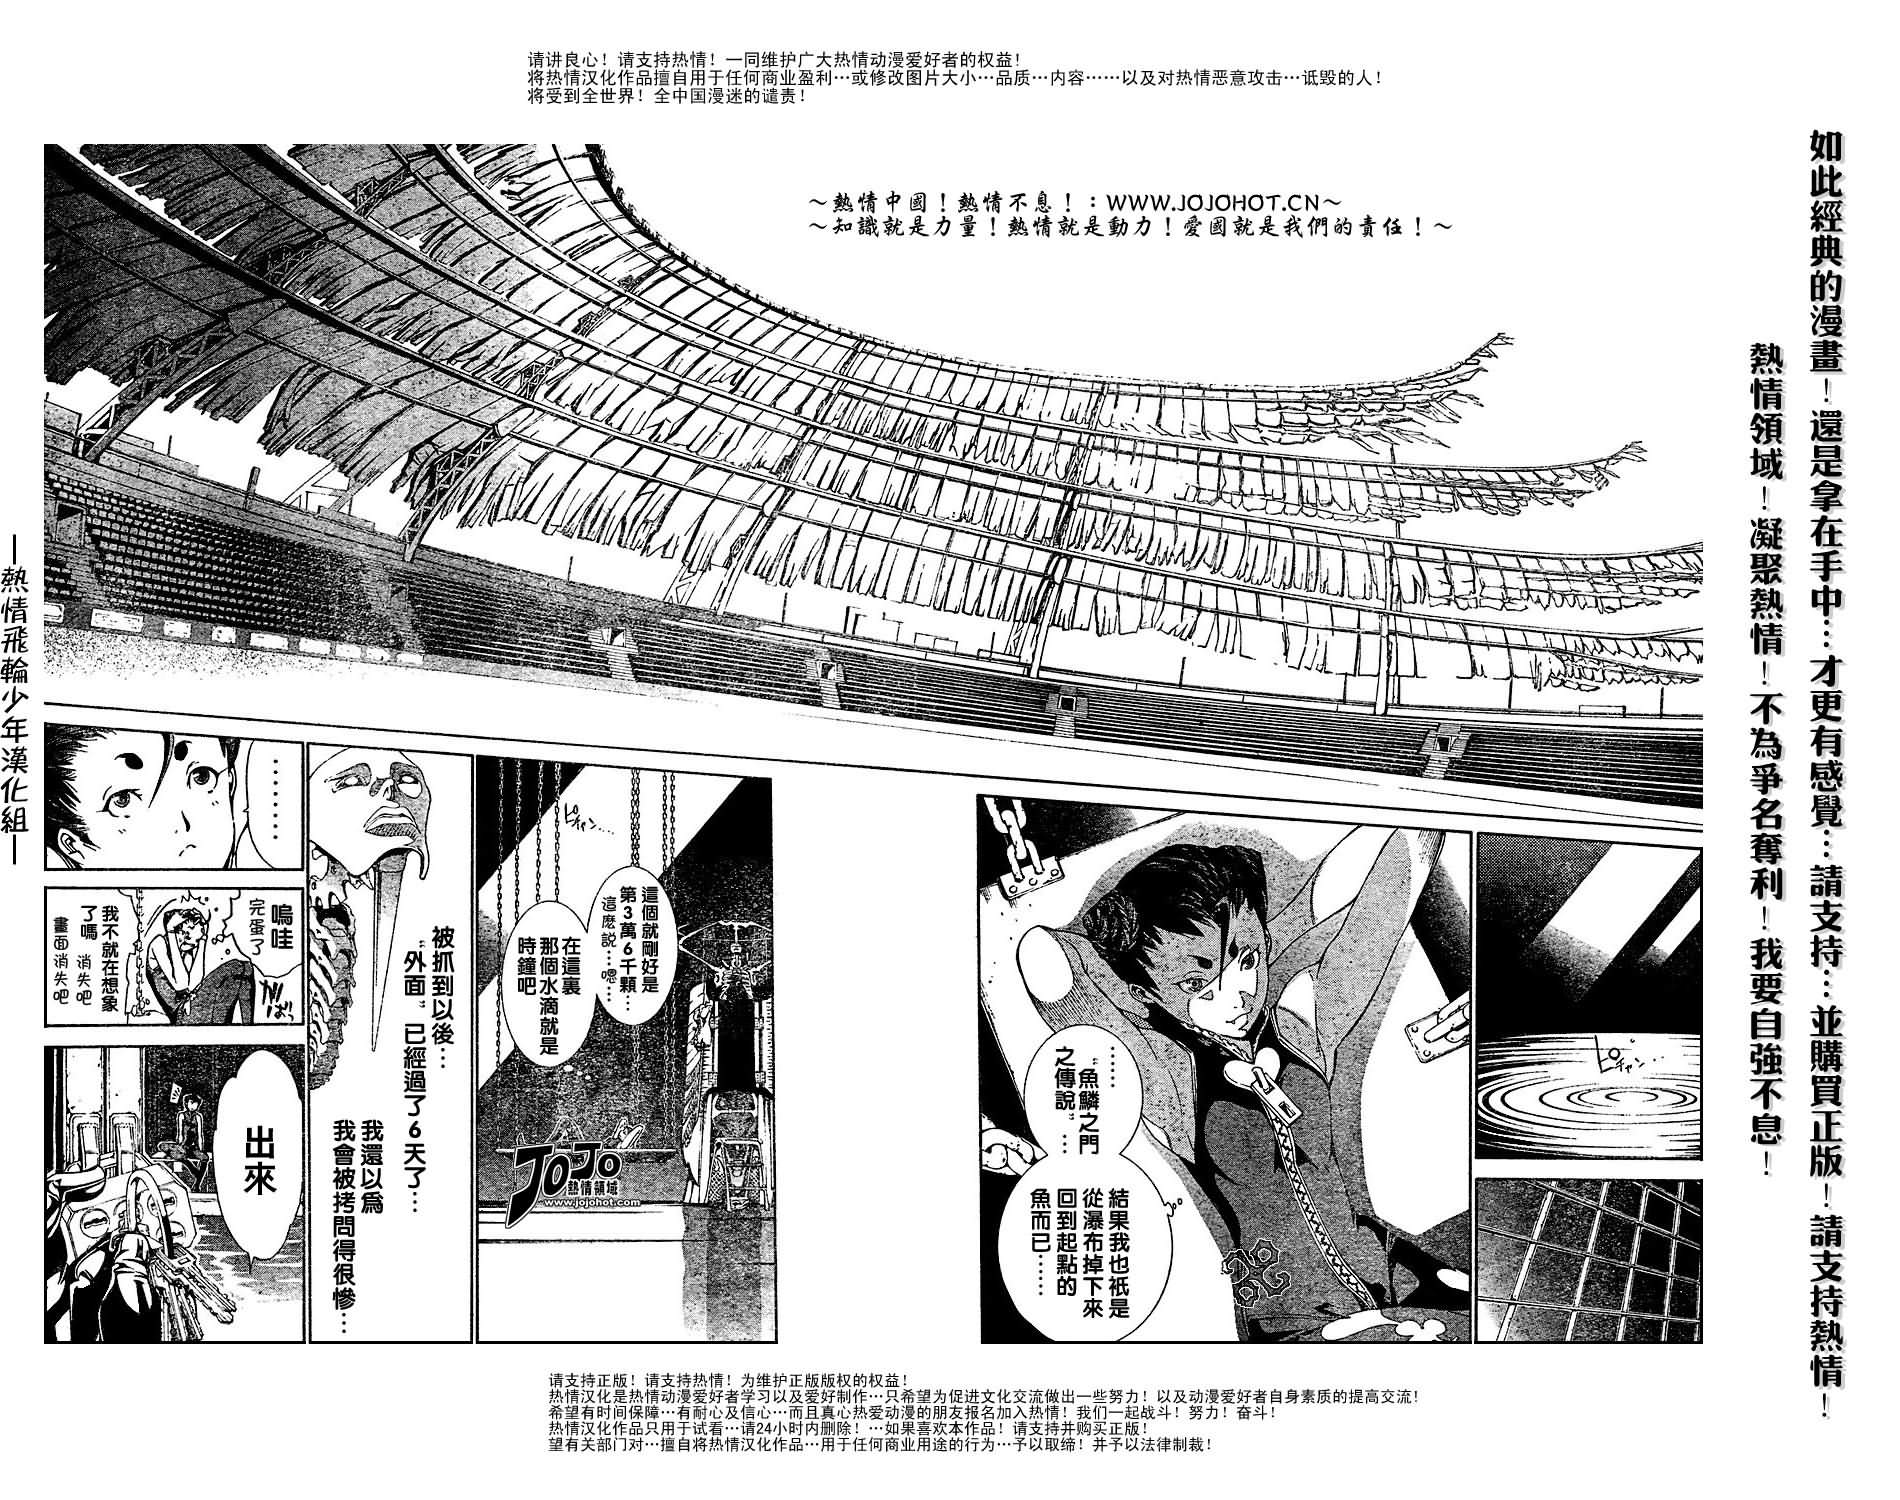 请讲良心！请支持热情！一同维护广大热情动漫爱好者的权益！
将热情汉化作品擅自用于任何商业盈利…或修改图片大小…品质…内容……以及对热情恶意攻击…诋毁的人！
将受到全世界！全中国漫迷的谴责！
～熱情中國！熱情不息！：WWW.JOJOHOT.CN～
～知識就是力量！熱情就是動力！愛國就是我們的責任！～
如此經典的漫畫！還是拿在手中…才更有感覺…請支持…並購買正版！請支持熱情！
熱情領域！凝聚熱情！不為爭名奪利！我要自強不息！
—熱情飛輪少年漢化組—
ピチャン
……
“魚鱗之門
之傳說”…
結果我也衹是
從瀑布掉下來
回到起點的
魚而已……
ピチャン…
這個就剛好是
第3萬6千顆…
這麽說…嗯…
在這裏
那個水滴就是
時鐘吧
JOJO
熱情領域
www.jojohot.com
被抓到以後…
“外面”已經過了6天了…
我還以爲
我會被拷問得很慘…
………
嗚哇
完蛋了
我不就在想象
了嗎 消失吧
畫面消失吧
出來
请支持正版！请支持热情！为维护正版版权的权益！
热情汉化是热情动漫爱好者学习以及爱好制作…只希望为促进文化交流做出一些努力！以及动漫爱好者自身素质的提高交流！
希望有时间保障…有耐心及信心…而且真心热爱动漫的朋友报名加入热情！我们一起战斗！努力！奋斗！
热情汉化作品只用于试看…请24小时内删除！…如果喜欢本作品！请支持并购买正版！
望有关部门对…擅自将热情汉化作品…用于任何商业用途的行为…予以取缔！并予以法律制裁！